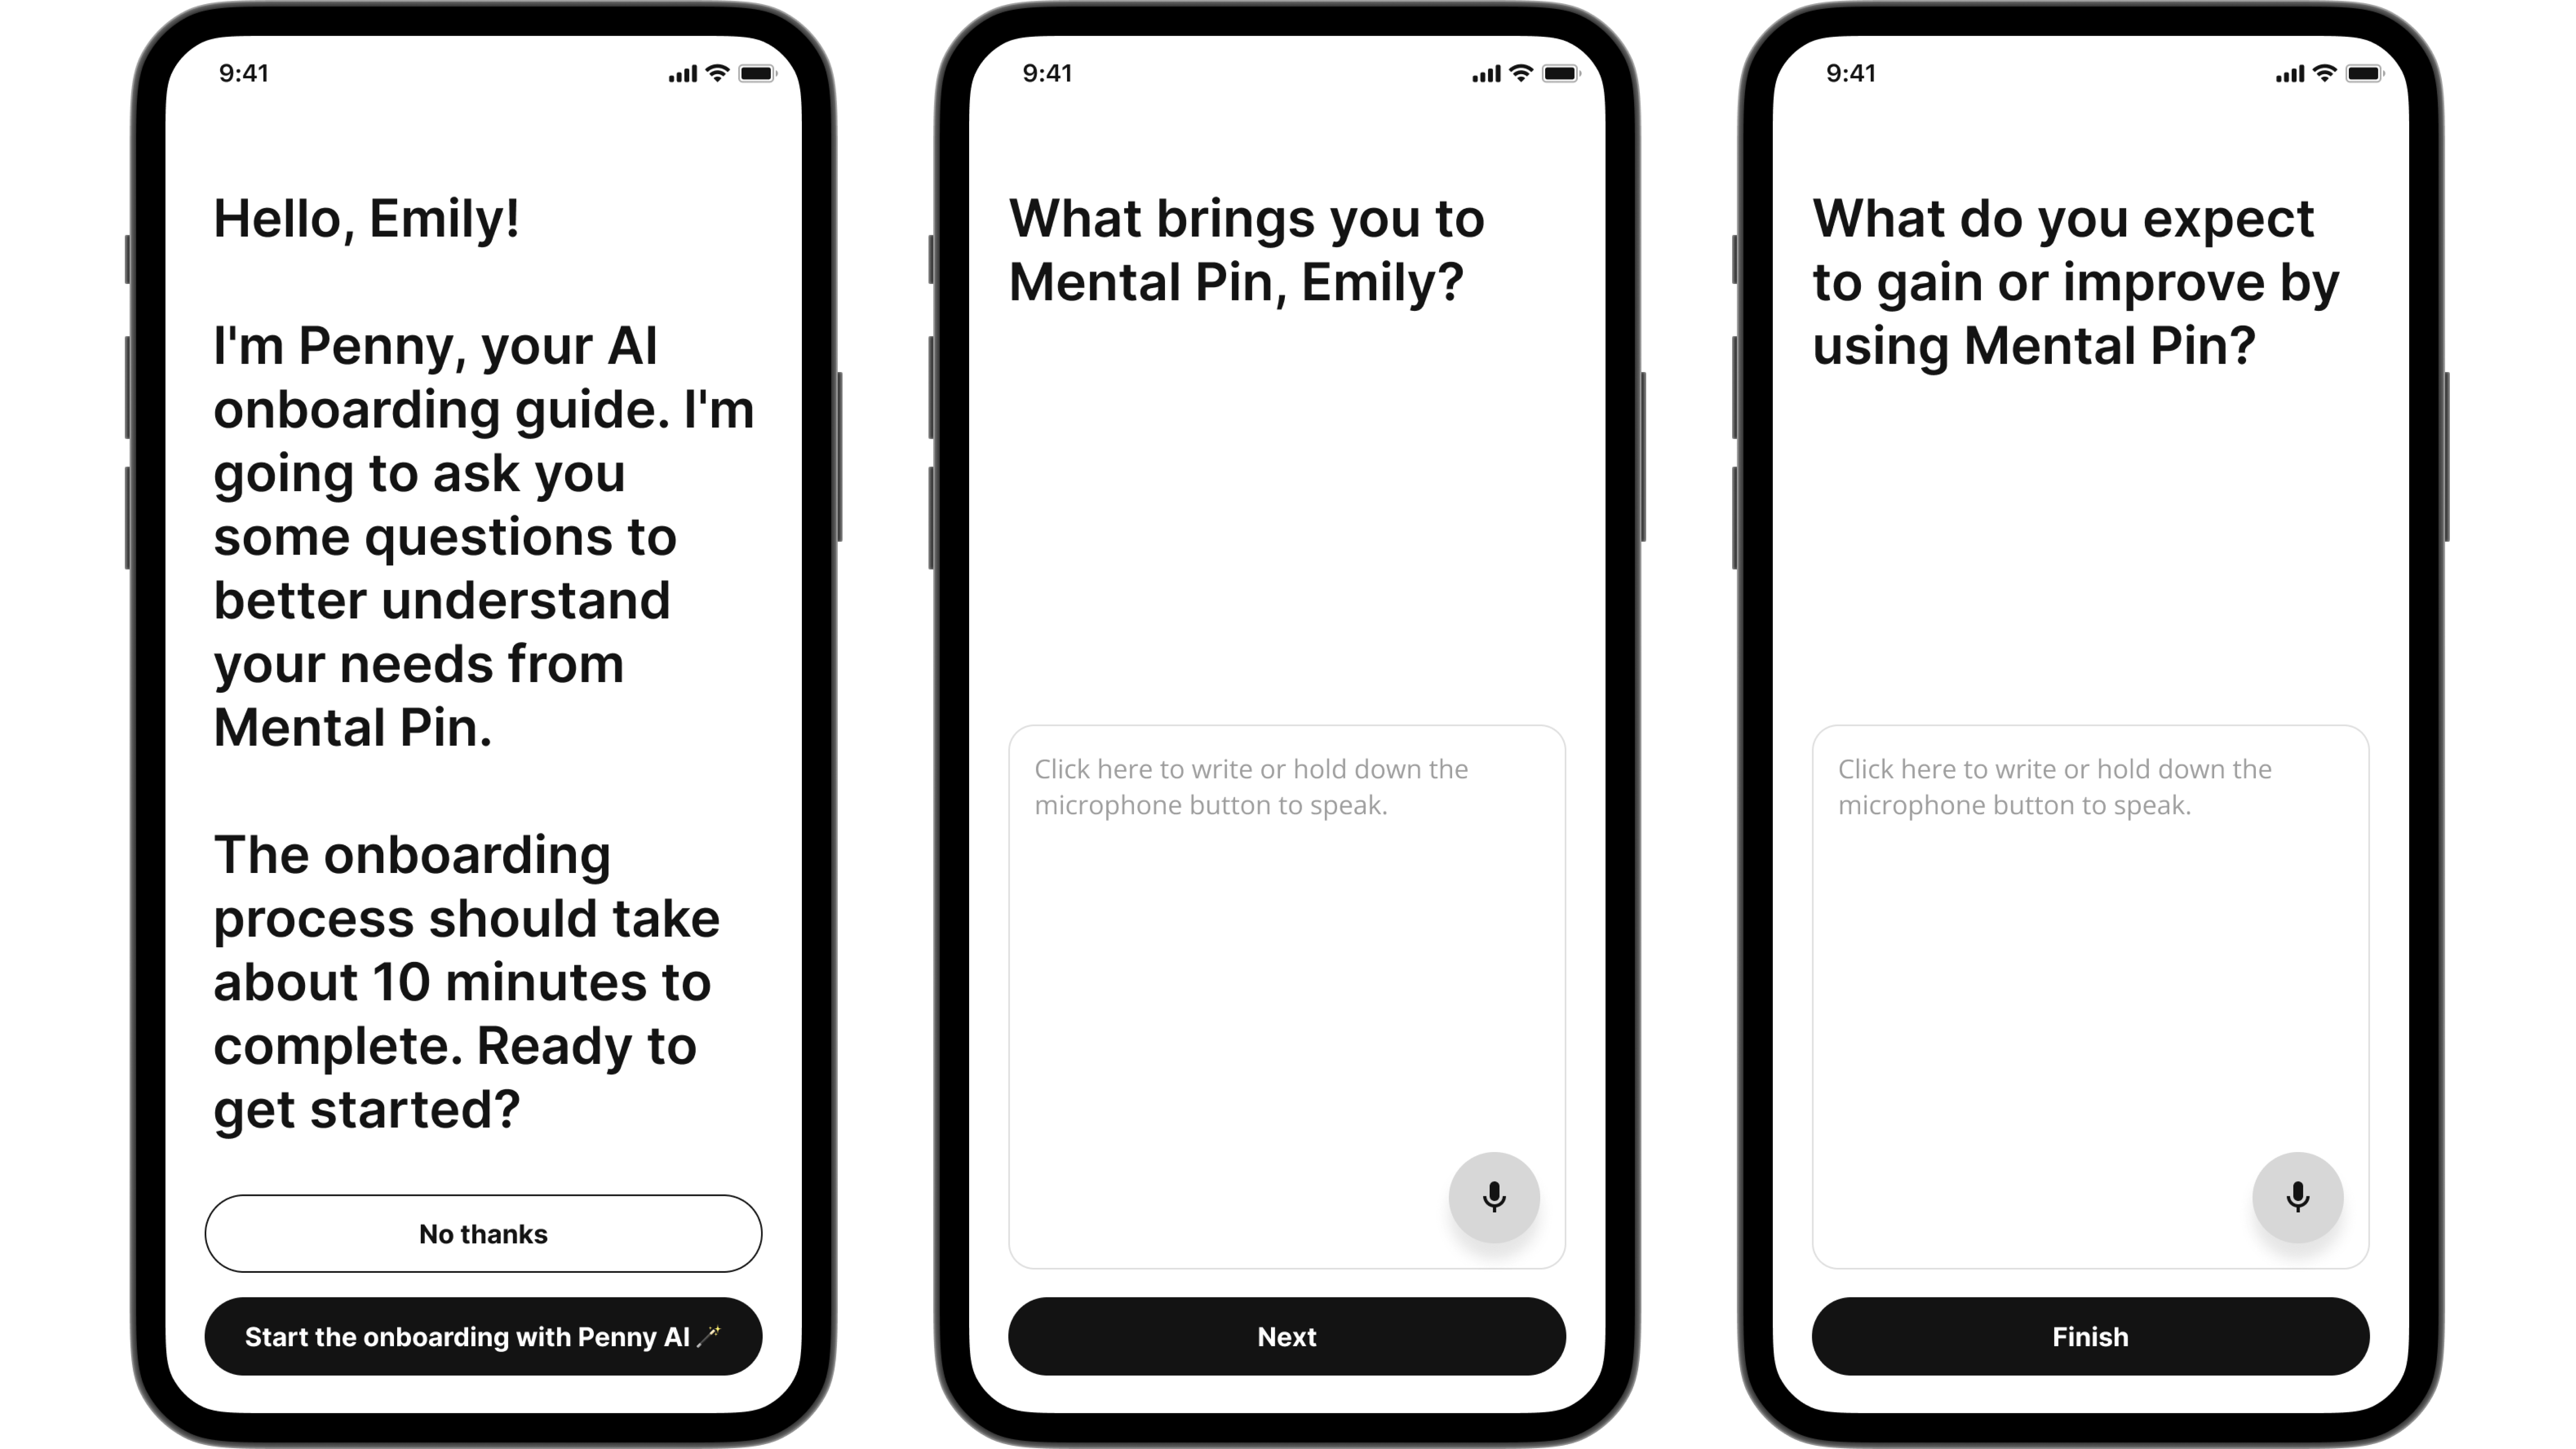 9:41
Hello, Emily!
I'm Penny, your AI
onboarding guide. I'm
going to ask you
some questions to
better understand
your needs from
Mental Pin.
The onboarding
process should take
about 10 minutes to
complete. Ready to
get started?
No thanks
Start the onboarding with Penny AI
9:41
What brings you to
Mental Pin, Emily?
Click here to write or hold down the
microphone button to speak.
Next
9:41
What do you expect
to gain or improve by
using Mental Pin?
Click here to write or hold down the
microphone button to speak.
Finish